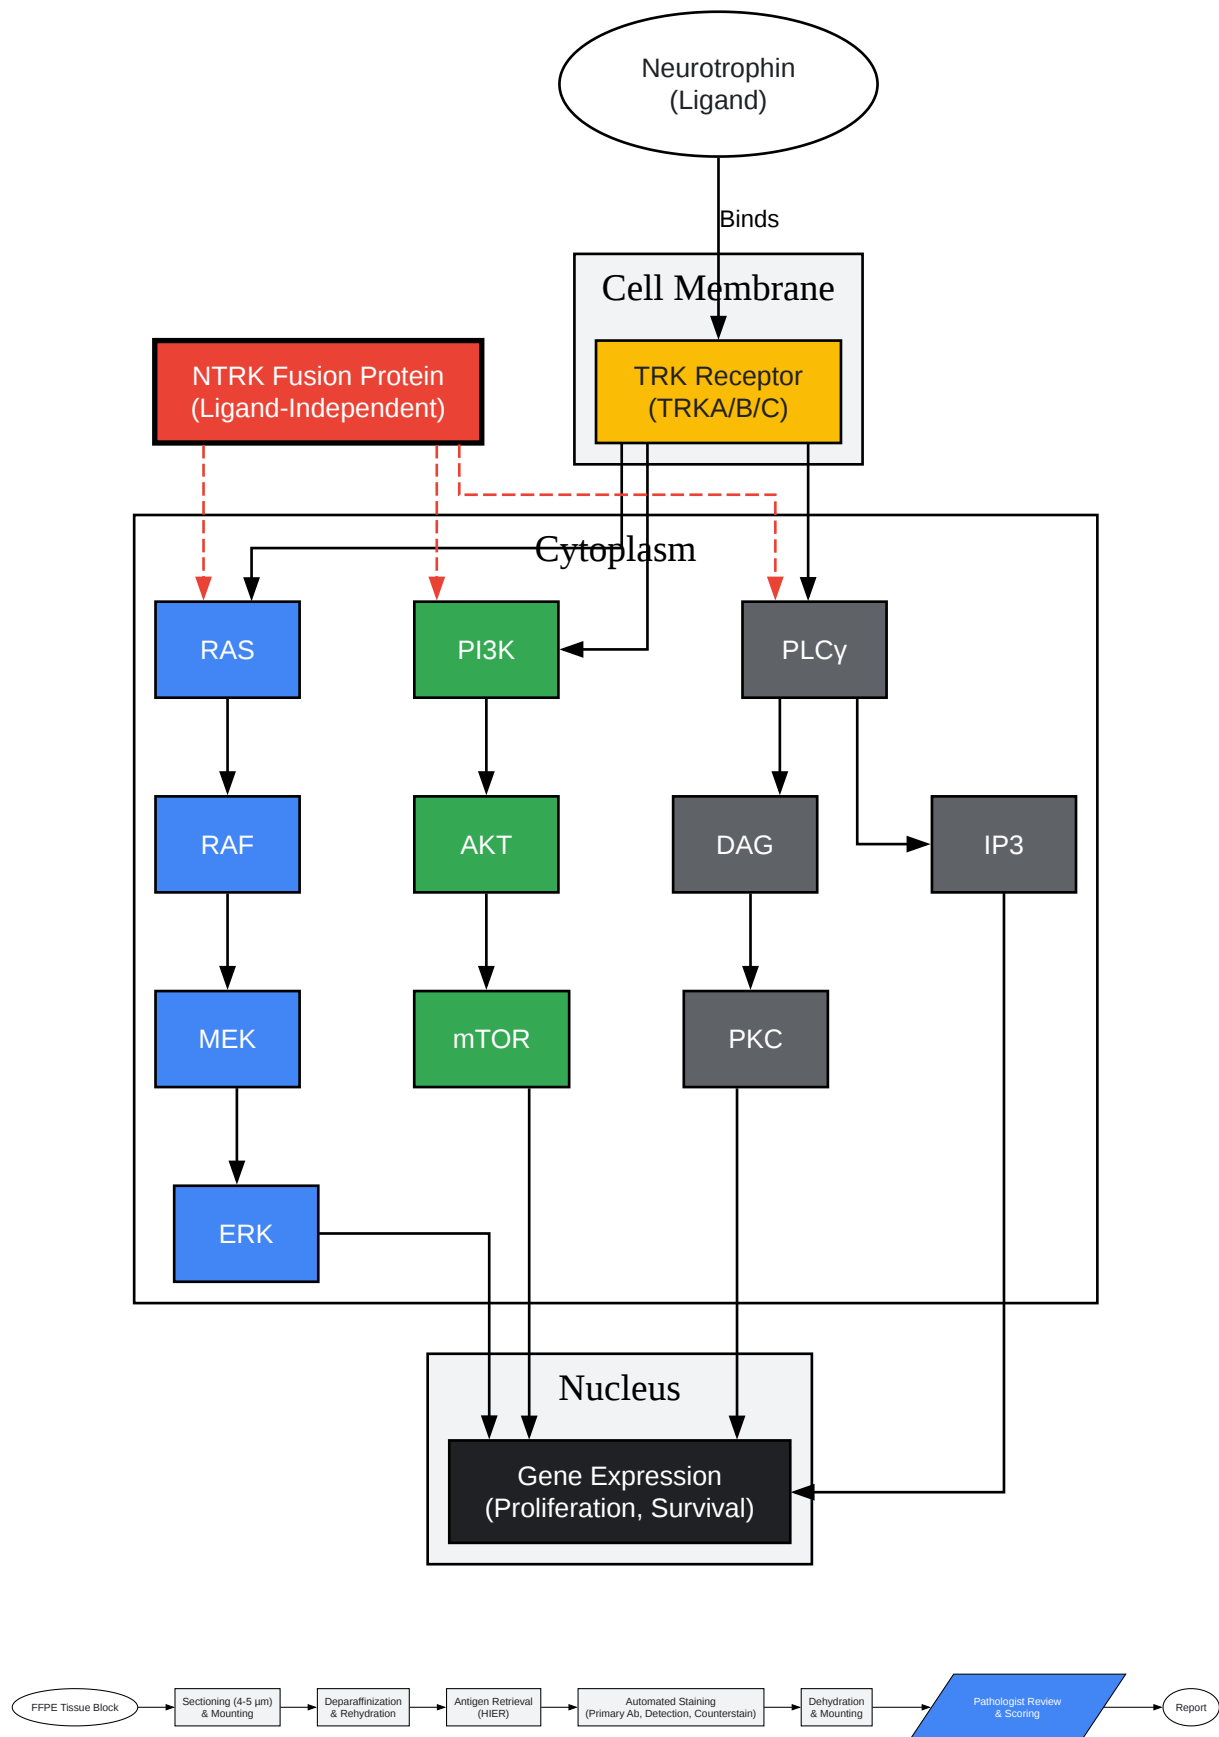 Neurotrophin
(Ligand)
Binds
Cell Membrane
NTRK Fusion Protein
(Ligand-Independent)
TRK Receptor
(TRKA/B/C)
Cytoplasm
RAS
PI3K
PLCγ
RAF
AKT
DAG
IP3
MEK
mTOR
PKC
ERK
Nucleus
Gene Expression
(Proliferation, Survival)
FFPE Tissue Block
Sectioning (4-5 µm)
& Mounting
Deparaffinization
& Rehydration
Antigen Retrieval
(HIER)
Automated Staining
(Primary Ab, Detection, Counterstain)
Dehydration
& Mounting
Pathologist Review
& Scoring
Report